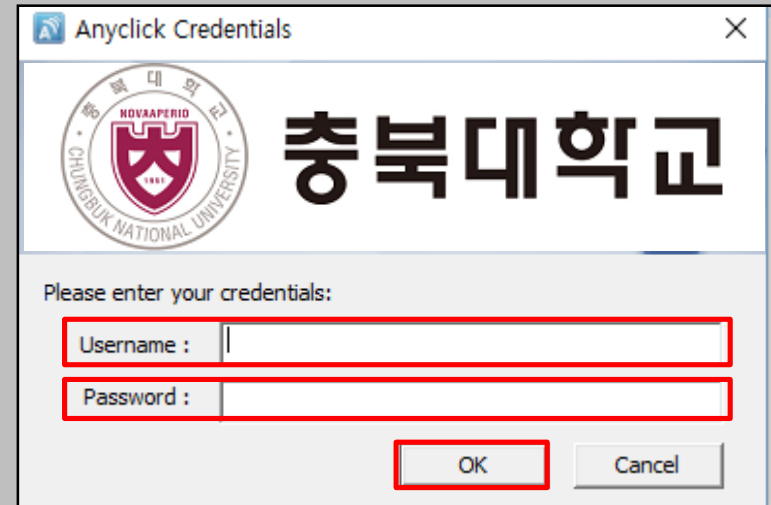 Anyclick Credentials
충북대학교
NOVAAPERIO
1951
CHUNGBUK NATIONAL UNIVERSITY
충북대학교
Please enter your credentials:
Username :
Password :
OK Cancel